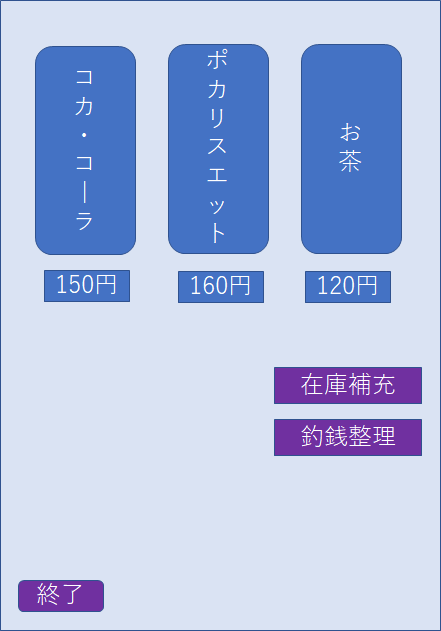 コカ・コーラ
ポカリスエット
お茶
150円
160円
120円
在庫補充
釣銭整理
終了